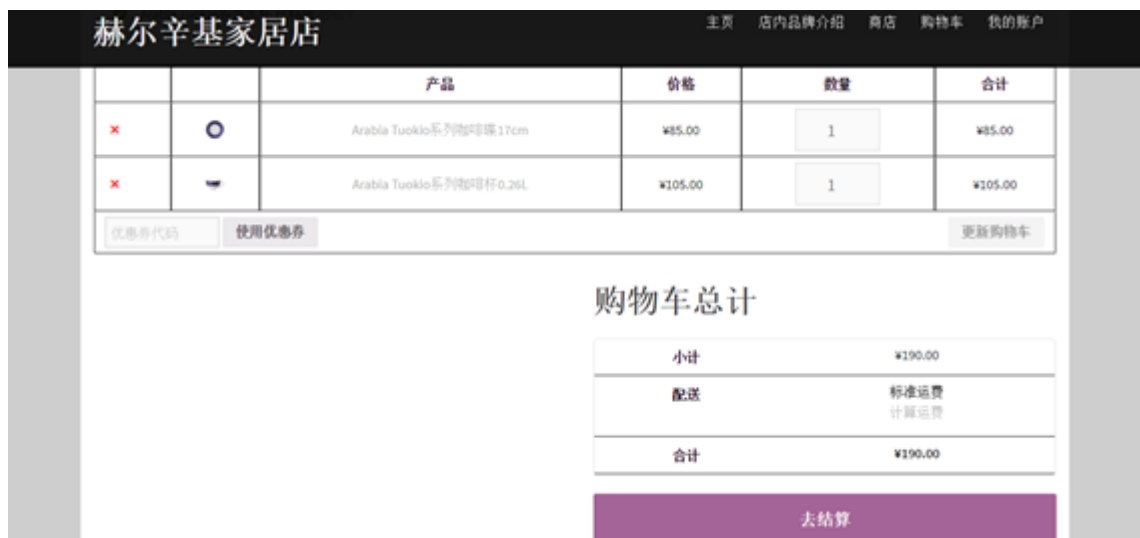 赫尔辛基家居店
主页 店内品牌介绍 商店 购物车 我的账户
产品 价格 数量 合计
× Arabia Tuokio系列咖啡碟17cm ¥85.00 1 ¥85.00
× Arabia Tuokio系列咖啡杯0.26L ¥105.00 1 ¥105.00
优惠券代码 使用优惠券 更新购物车
购物车总计
小计 ¥190.00
配送 标准运费
计算运费
合计 ¥190.00
去结算